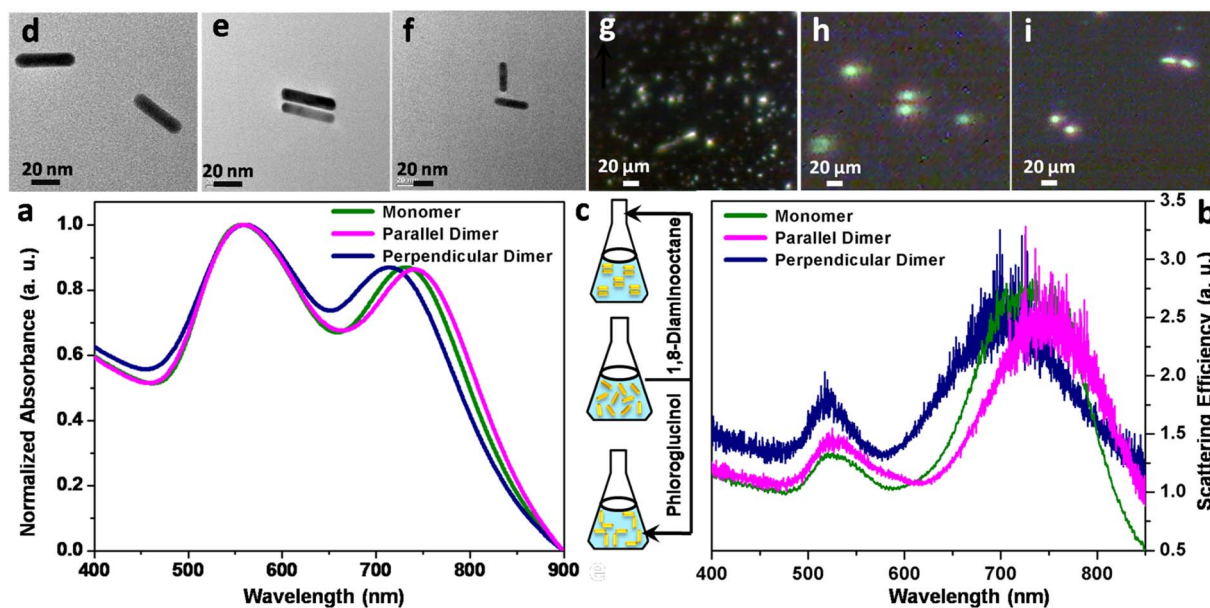 d
e
f
g
h
i
20 nm
20 nm
20 nm
20 µm
20 µm
20 µm
a
Monomer
Parallel Dimer
Perpendicular Dimer
Normalized Absorbance (a. u.)
1.0
0.8
0.6
0.4
0.2
0.0
400 500 600 700 800 900
Wavelength (nm)
c
1,8-Diaminooctane
Phloroglucinol
b
Monomer
Parallel Dimer
Perpendicular Dimer
3.5
3.0
2.5
2.0
1.5
1.0
0.5
Scattering Efficiency (a. u.)
400 500 600 700 800
Wavelength (nm)